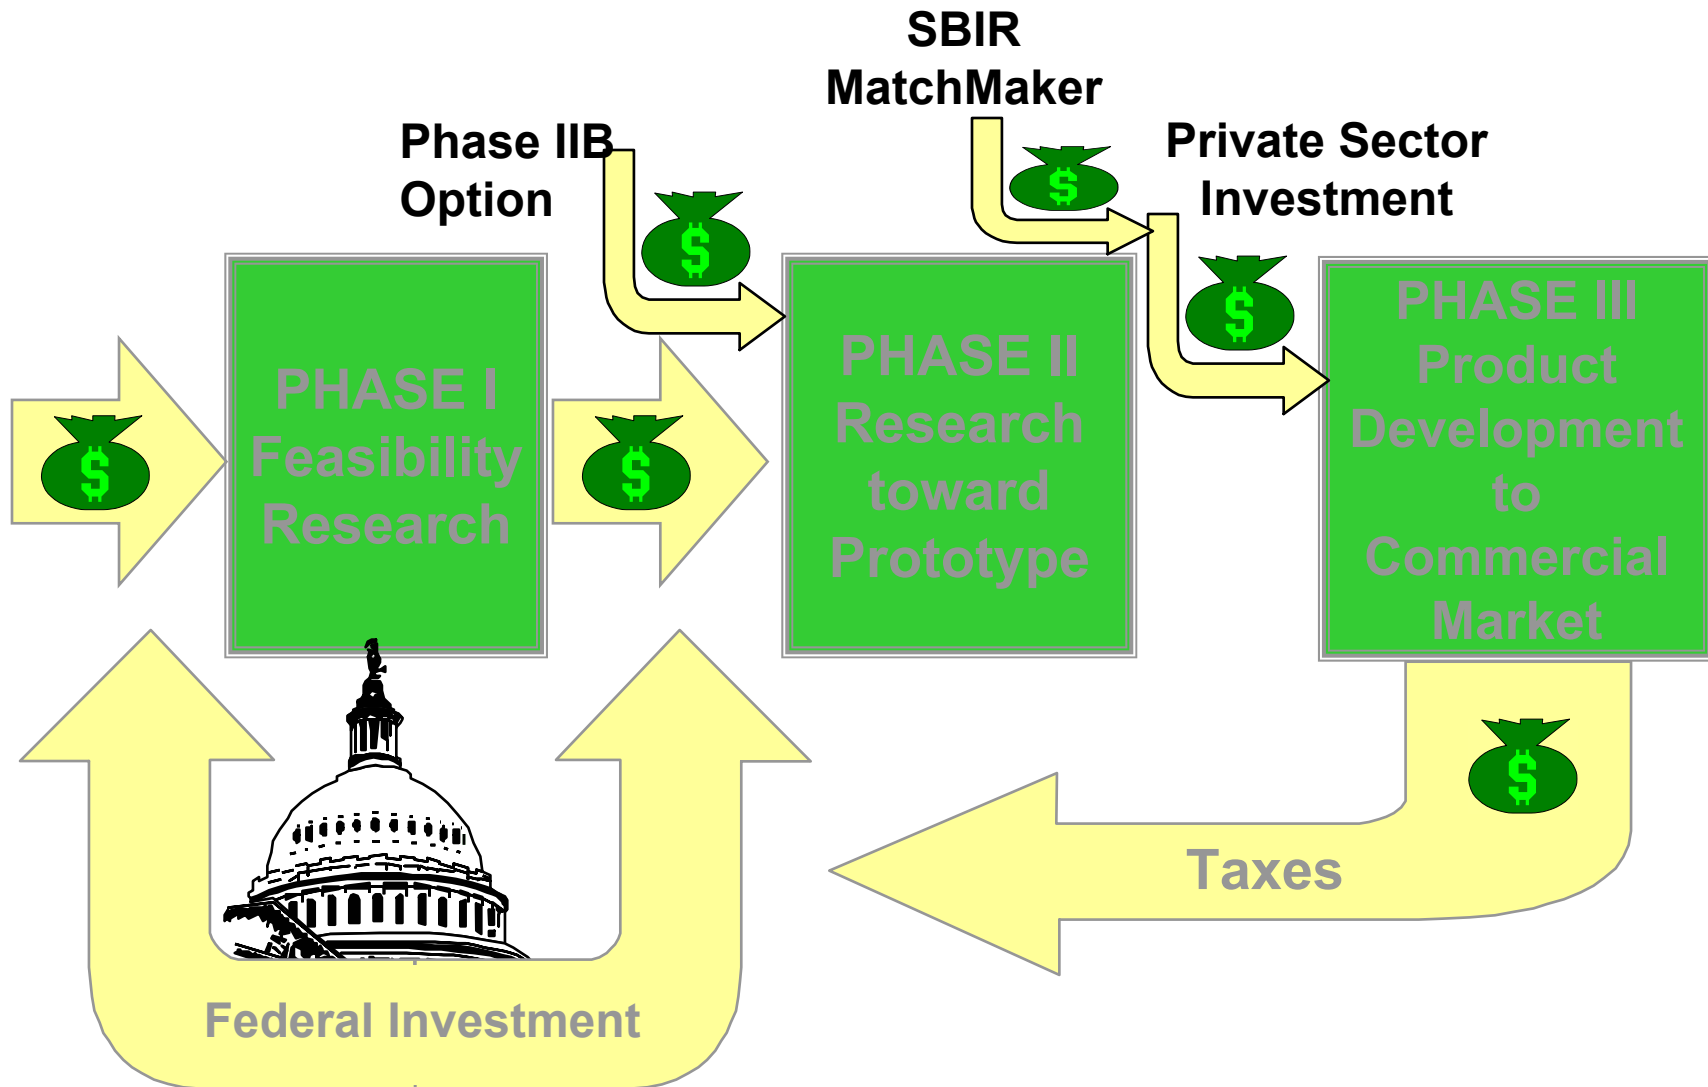 SBIR
MatchMaker
Phase IIB
Option
Private Sector
Investment
$
$
$
$
$
PHASE I
Feasibility
Research
PHASE II
Research
toward
Prototype
PHASE III
Product
Development
to
Commercial
Market
$
Taxes
Federal Investment